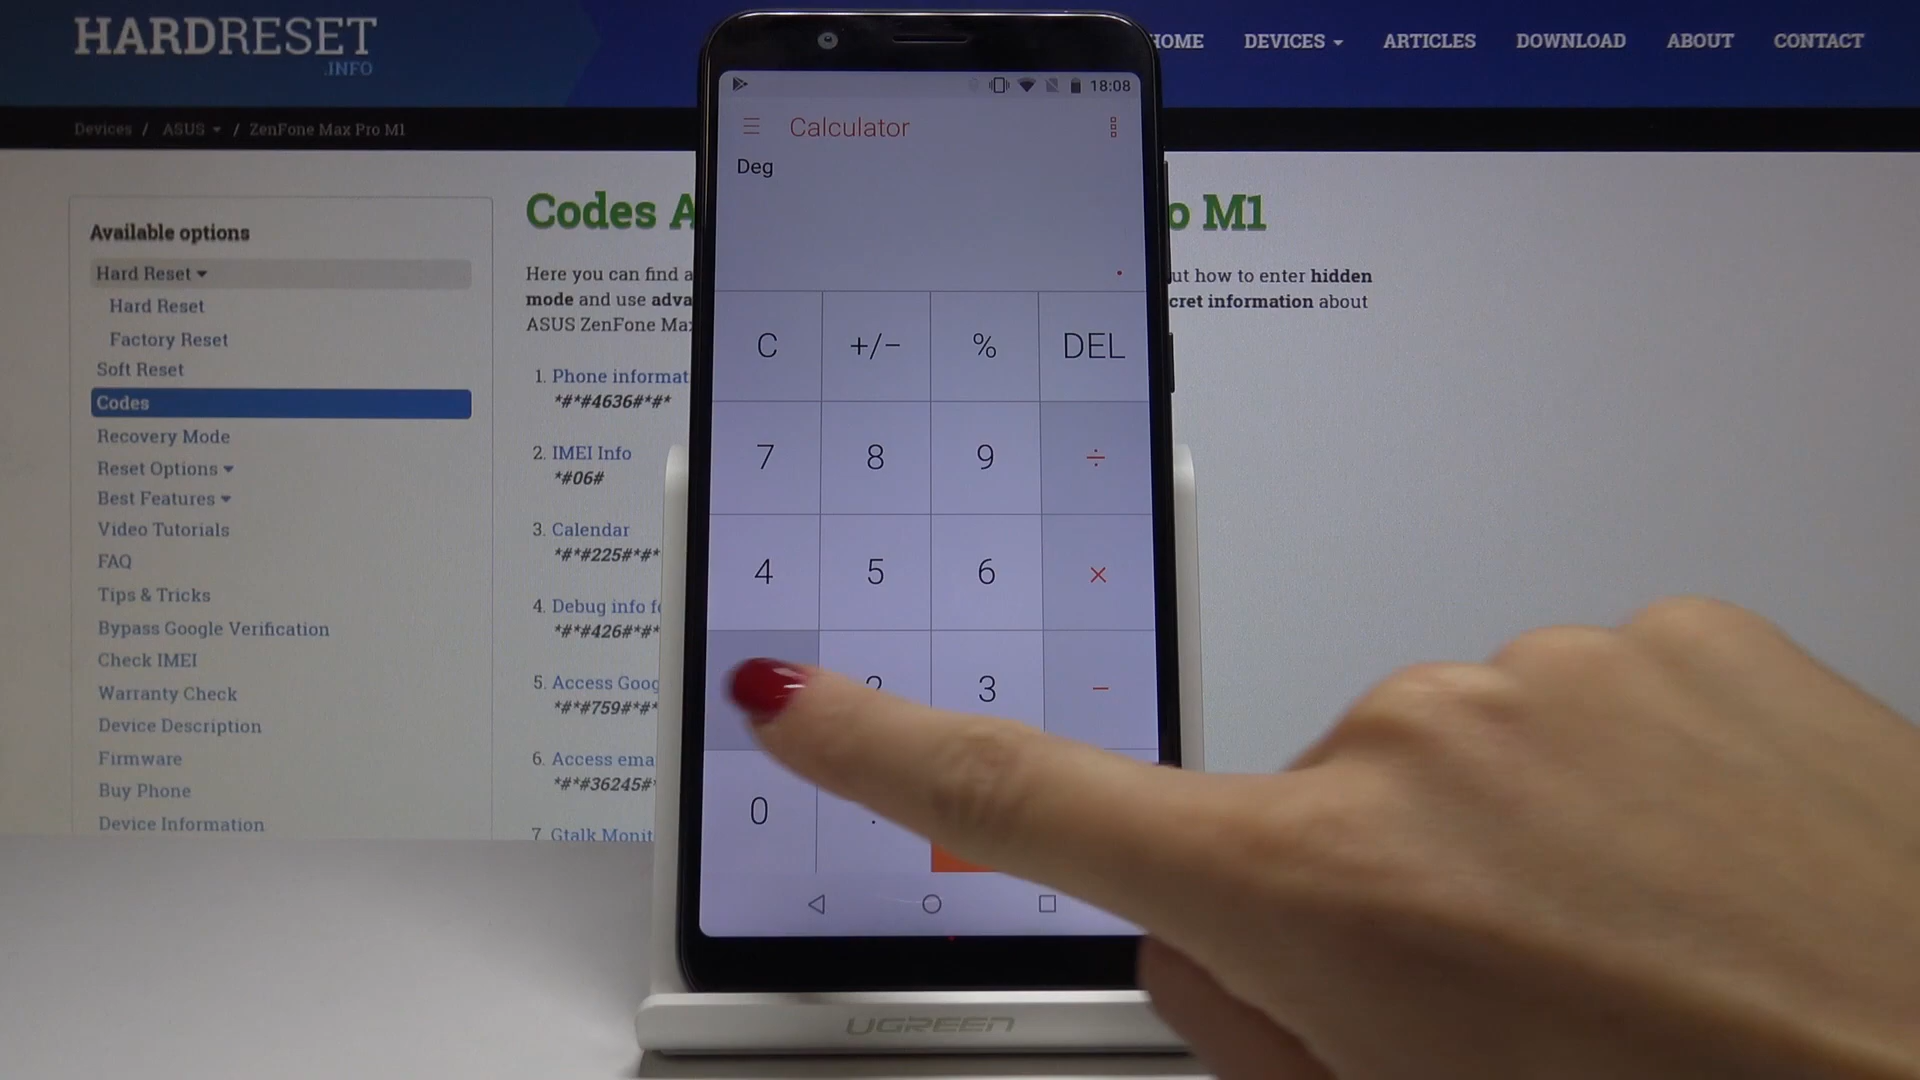 HARDRESET
.INFO
HOME DEVICES ARTICLES DOWNLOAD ABOUT CONTACT
Devices / ASUS / ZenFone Max Pro M1
Available options
Hard Reset
Hard Reset
Factory Reset
Soft Reset
Codes
Recovery Mode
Reset Options
Best Features
Video Tutorials
FAQ
Tips & Tricks
Bypass Google Verification
Check IMEI
Warranty Check
Device Description
Firmware
Buy Phone
Device Information
Codes A
o M1
Here you can find a
ut how to enter hidden
mode and use adva
cret information about
ASUS ZenFone Max
1. Phone informat
*#*#4636#*#*
2. IMEI Info
*#06#
3. Calendar
*#*#225#*#*
4. Debug info fo
*#*#426#*#*
5. Access Goog
*#*#759#*#*
6. Access ema
*#*#36245#*
7. Gtalk Monit
18:08
Calculator
Deg
C +/− % DEL
7 8 9 ÷
4 5 6 ×
2 3 −
0 .
UGREEN